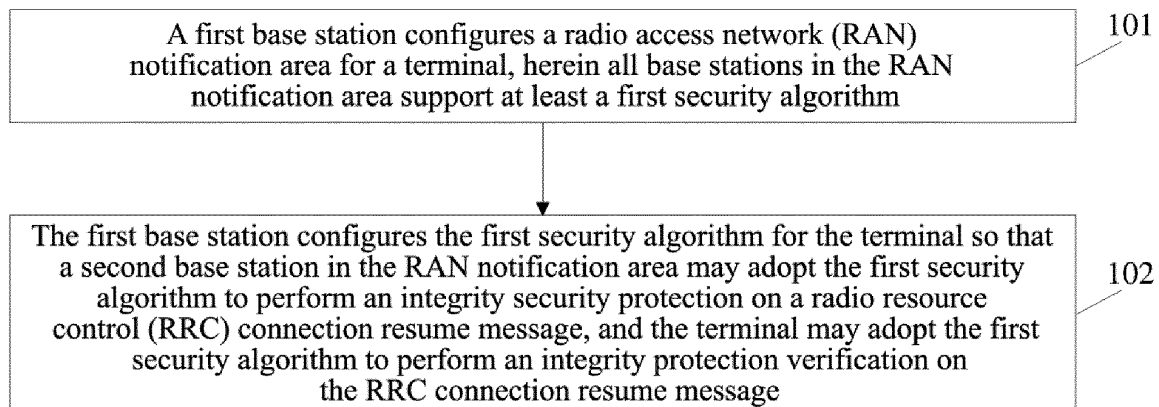 A first base station configures a radio access network (RAN)
notification area for a terminal, herein all base stations in the RAN
notification area support at least a first security algorithm
101
The first base station configures the first security algorithm for the terminal so that
a second base station in the RAN notification area may adopt the first security
algorithm to perform an integrity security protection on a radio resource
control (RRC) connection resume message, and the terminal may adopt the first
security algorithm to perform an integrity protection verification on
the RRC connection resume message
102